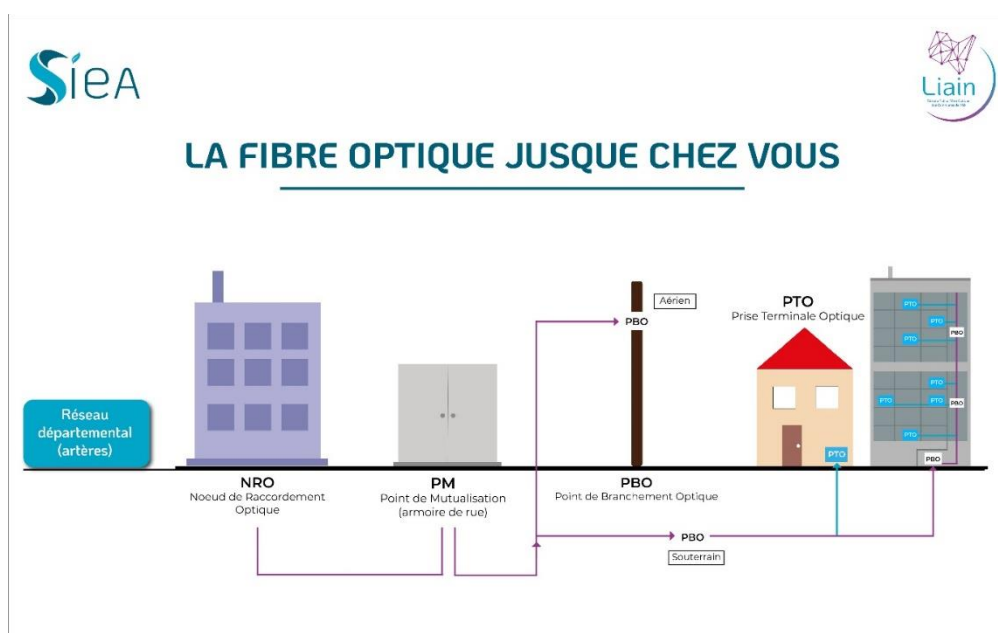 SIEA
Liain
LA FIBRE OPTIQUE JUSQUE CHEZ VOUS
Aérien
PBO
PTO
Prise Terminale Optique
PTO
PTO
PBO
PTO
PTO
PTO
PTO
PBO
PTO
PTO
PBO
Réseau
départemental
(artères)
NRO
Noeud de Raccordement
Optique
PM
Point de Mutualisation
(armoire de rue)
PBO
Point de Branchement Optique
PBO
Souterrain